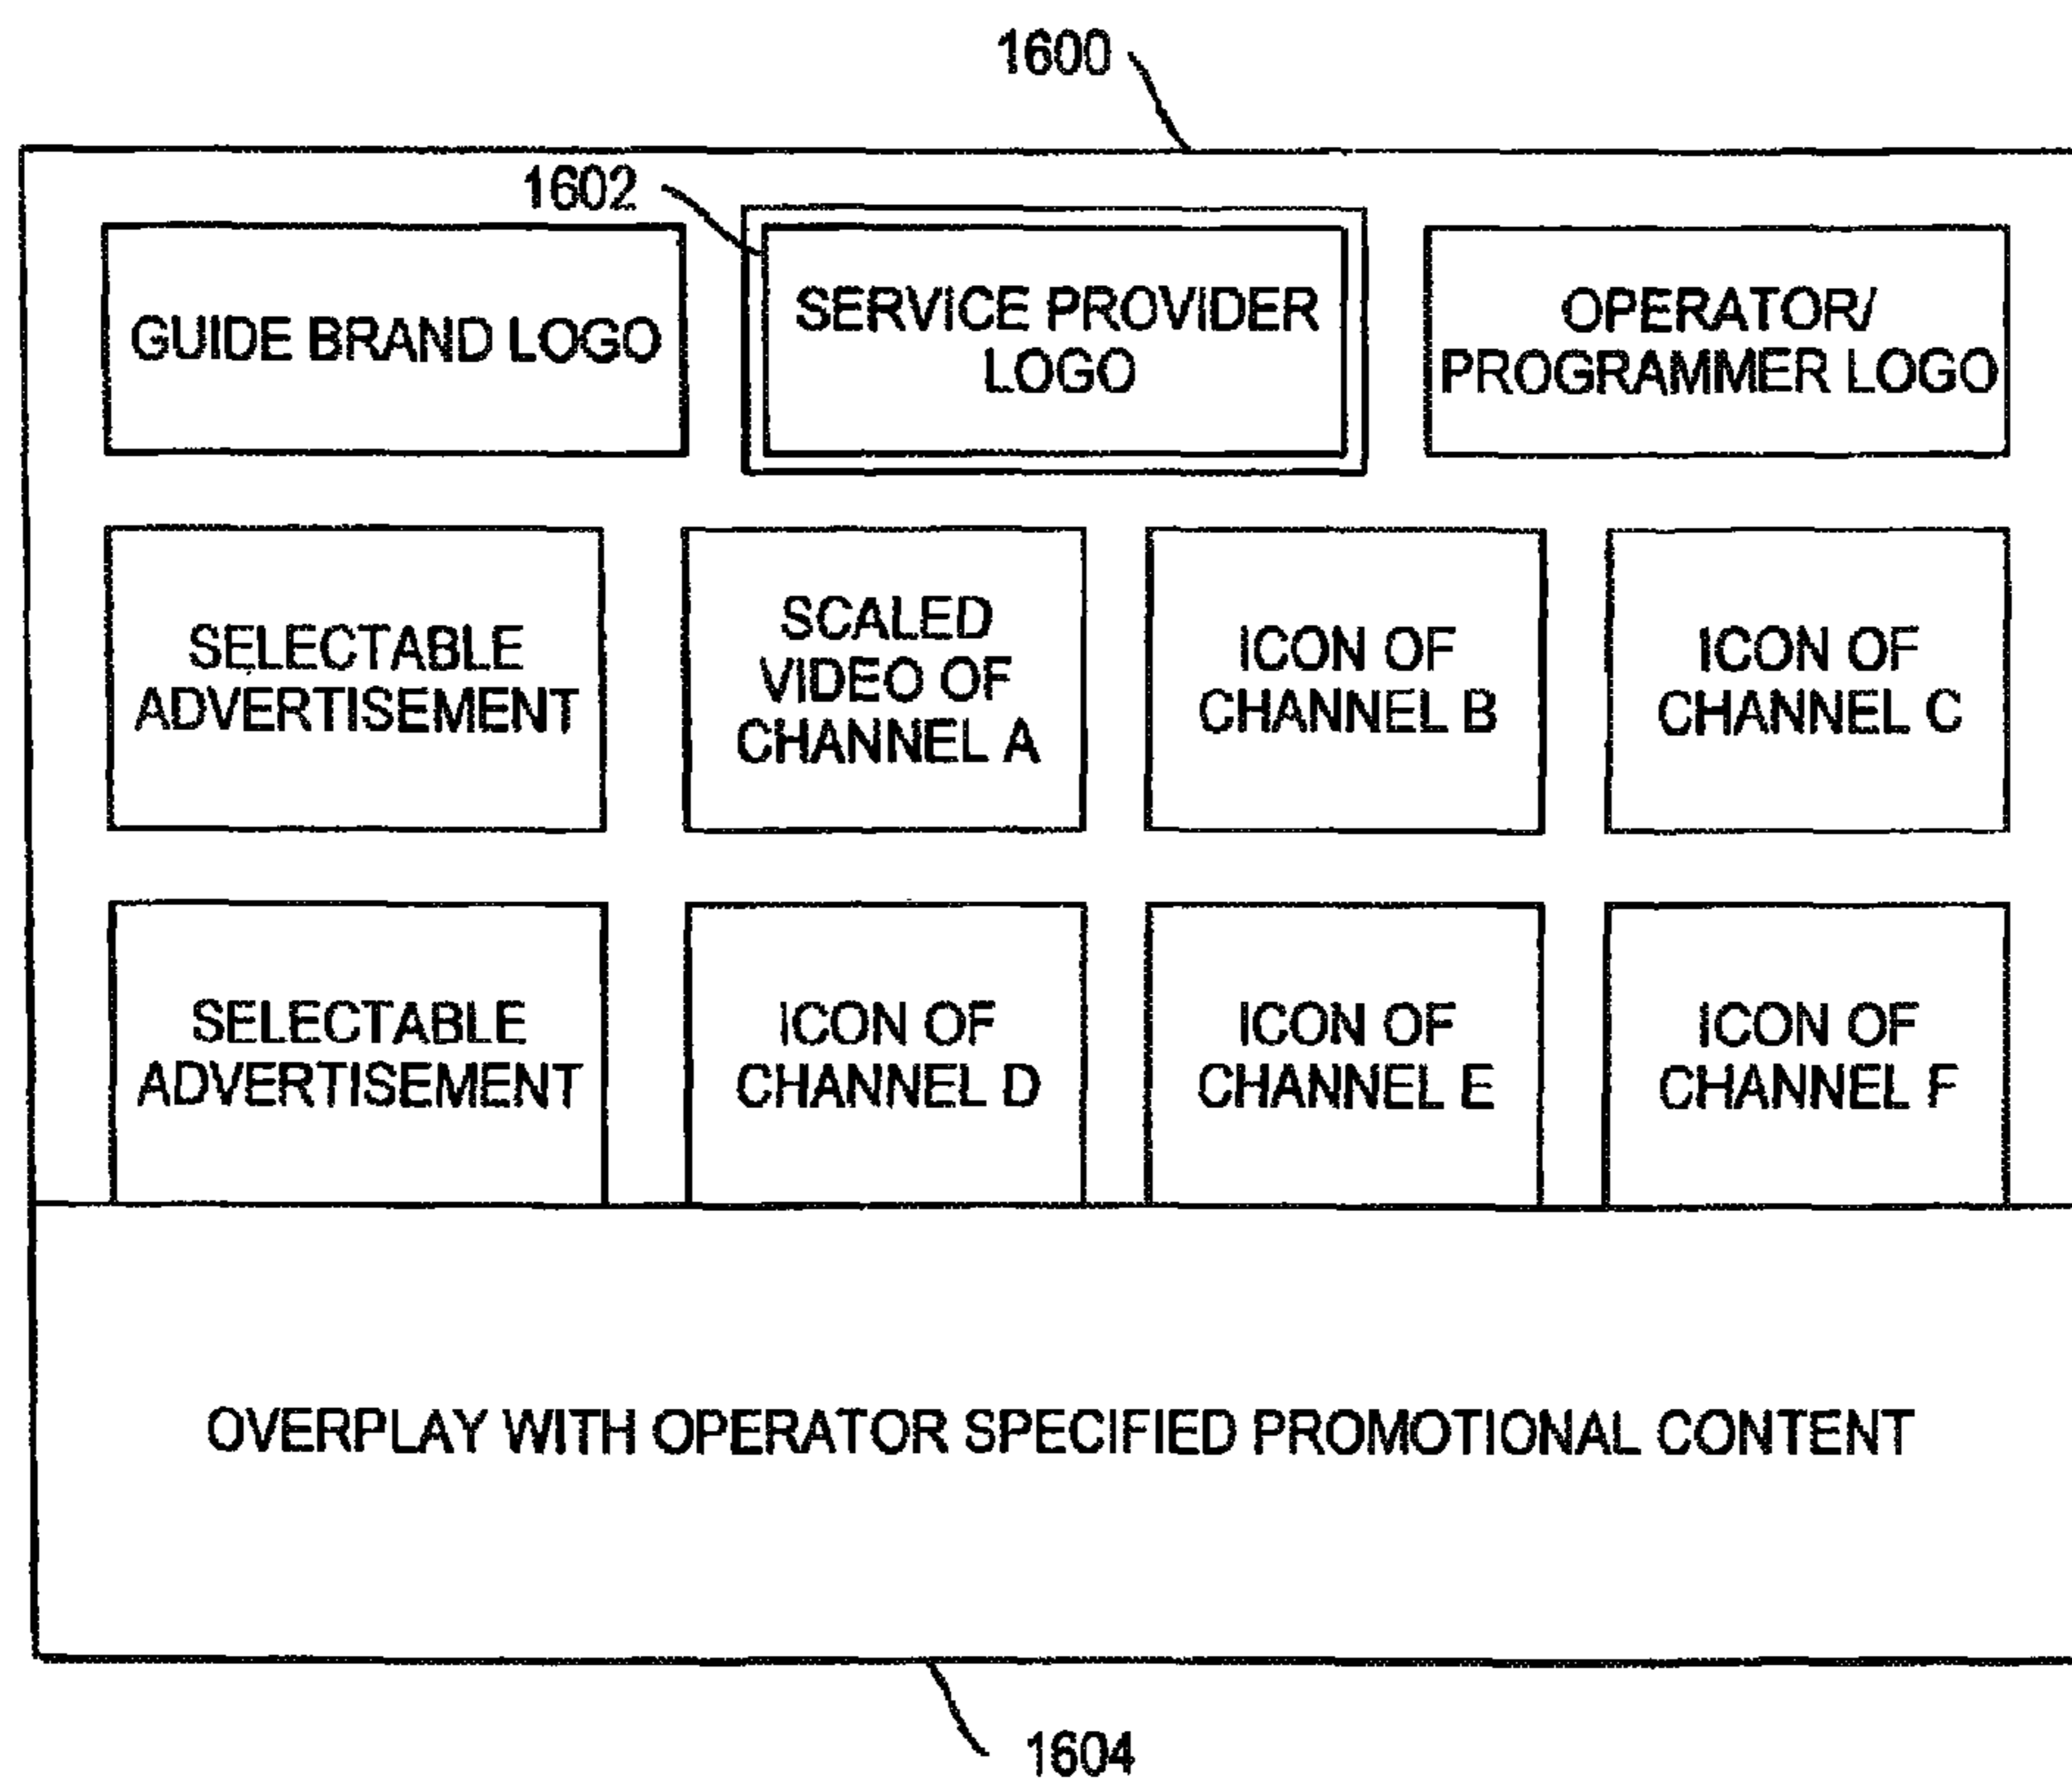 1600
1602
GUIDE BRAND LOGO
SERVICE PROVIDER
LOGO
OPERATOR/
PROGRAMMER LOGO
SELECTABLE
ADVERTISEMENT
SCALED
VIDEO OF
CHANNEL A
ICON OF
CHANNEL B
ICON OF
CHANNEL C
SELECTABLE
ADVERTISEMENT
ICON OF
CHANNEL D
ICON OF
CHANNEL E
ICON OF
CHANNEL F
OVERPLAY WITH OPERATOR SPECIFIED PROMOTIONAL CONTENT
1604